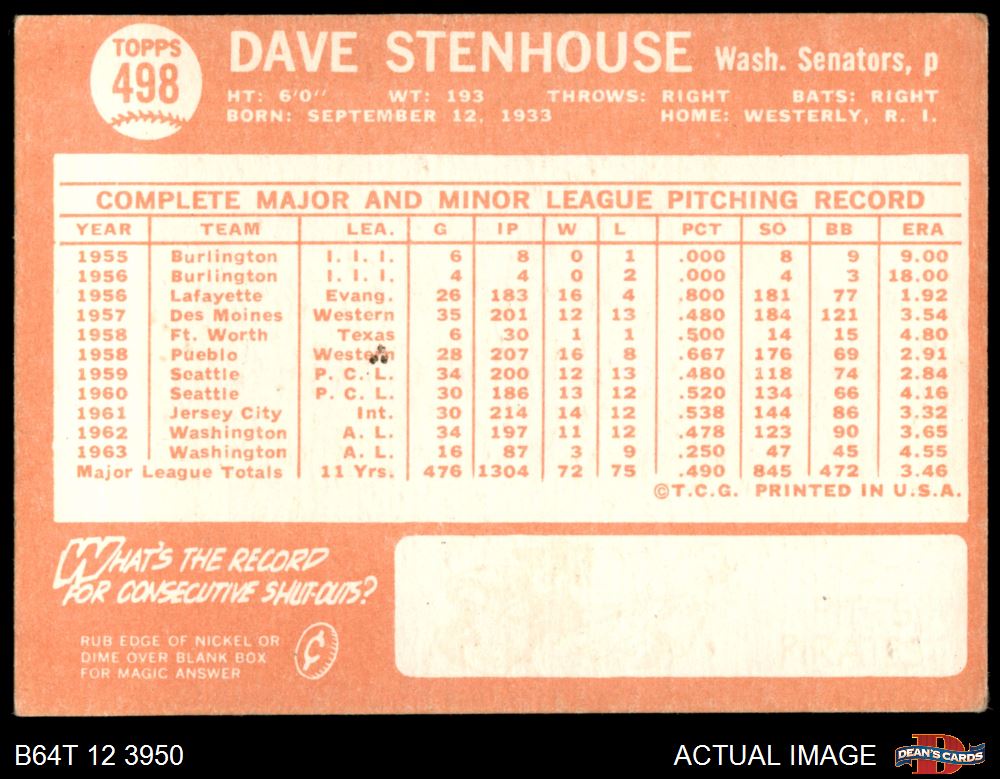 TOPPS
498
DAVE STENHOUSE Wash. Senators, p
HT: 6'0'' WT: 193 THROWS: RIGHT BATS: RIGHT
BORN: SEPTEMBER 12, 1933 HOME: WESTERLY, R. I.
COMPLETE MAJOR AND MINOR LEAGUE PITCHING RECORD
YEAR TEAM LEA. G IP W L PCT SO BB ERA
1955 Burlington I. I. I. 6 8 0 1 .000 8 9 9.00
1956 Burlington I. I. I. 4 4 0 2 .000 4 3 18.00
1956 Lafayette Evang. 26 183 16 4 .800 181 77 1.92
1957 Des Moines Western 35 201 12 13 .480 184 121 3.54
1958 Ft. Worth Texas 6 30 1 1 .500 14 15 4.80
1958 Pueblo Western 28 207 16 8 .667 176 69 2.91
1959 Seattle P. C. L. 34 200 12 13 .480 118 74 2.84
1960 Seattle P. C. L. 30 186 13 12 .520 134 66 4.16
1961 Jersey City Int. 30 214 14 12 .538 144 86 3.32
1962 Washington A. L. 34 197 11 12 .478 123 90 3.65
1963 Washington A. L. 16 87 3 9 .250 47 45 4.55
Major League Totals 11 Yrs. 476 1304 72 75 .490 845 472 3.46
©T.C.G. PRINTED IN U.S.A.
WHAT'S THE RECORD
FOR CONSECUTIVE SHUT-OUTS?
RUB EDGE OF NICKEL OR
DIME OVER BLANK BOX
FOR MAGIC ANSWER
¢
B64T 12 3950 ACTUAL IMAGE DEAN'S CARDS